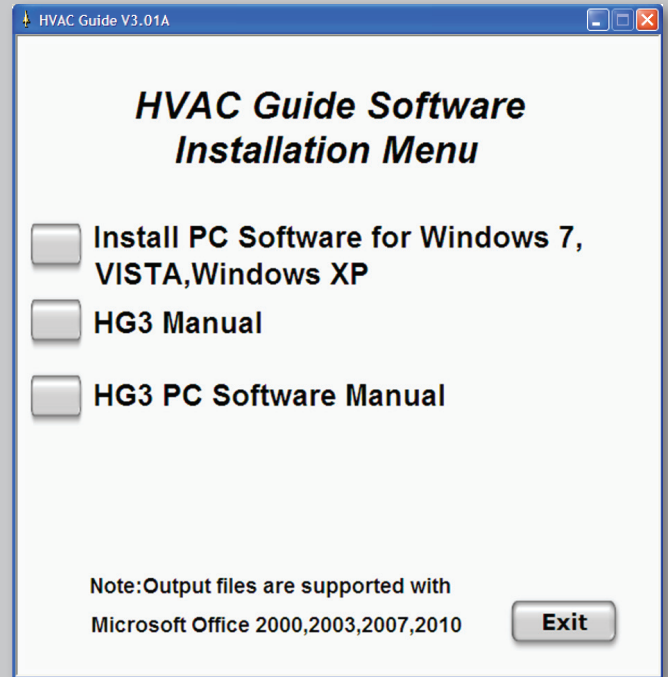 HVAC Guide V3.01A
HVAC Guide Software
Installation Menu
Install PC Software for Windows 7,
VISTA,Windows XP
HG3 Manual
HG3 PC Software Manual
Note:Output files are supported with
Microsoft Office 2000,2003,2007,2010
Exit